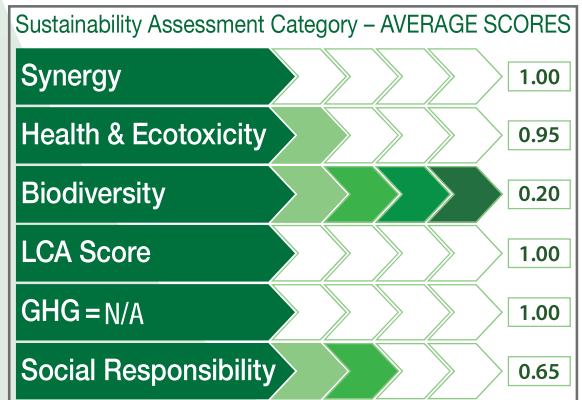 Sustainability Assessment Category – AVERAGE SCORES
Synergy 1.00
Health & Ecotoxicity 0.95
Biodiversity 0.20
LCA Score 1.00
GHG = N/A 1.00
Social Responsibility 0.65